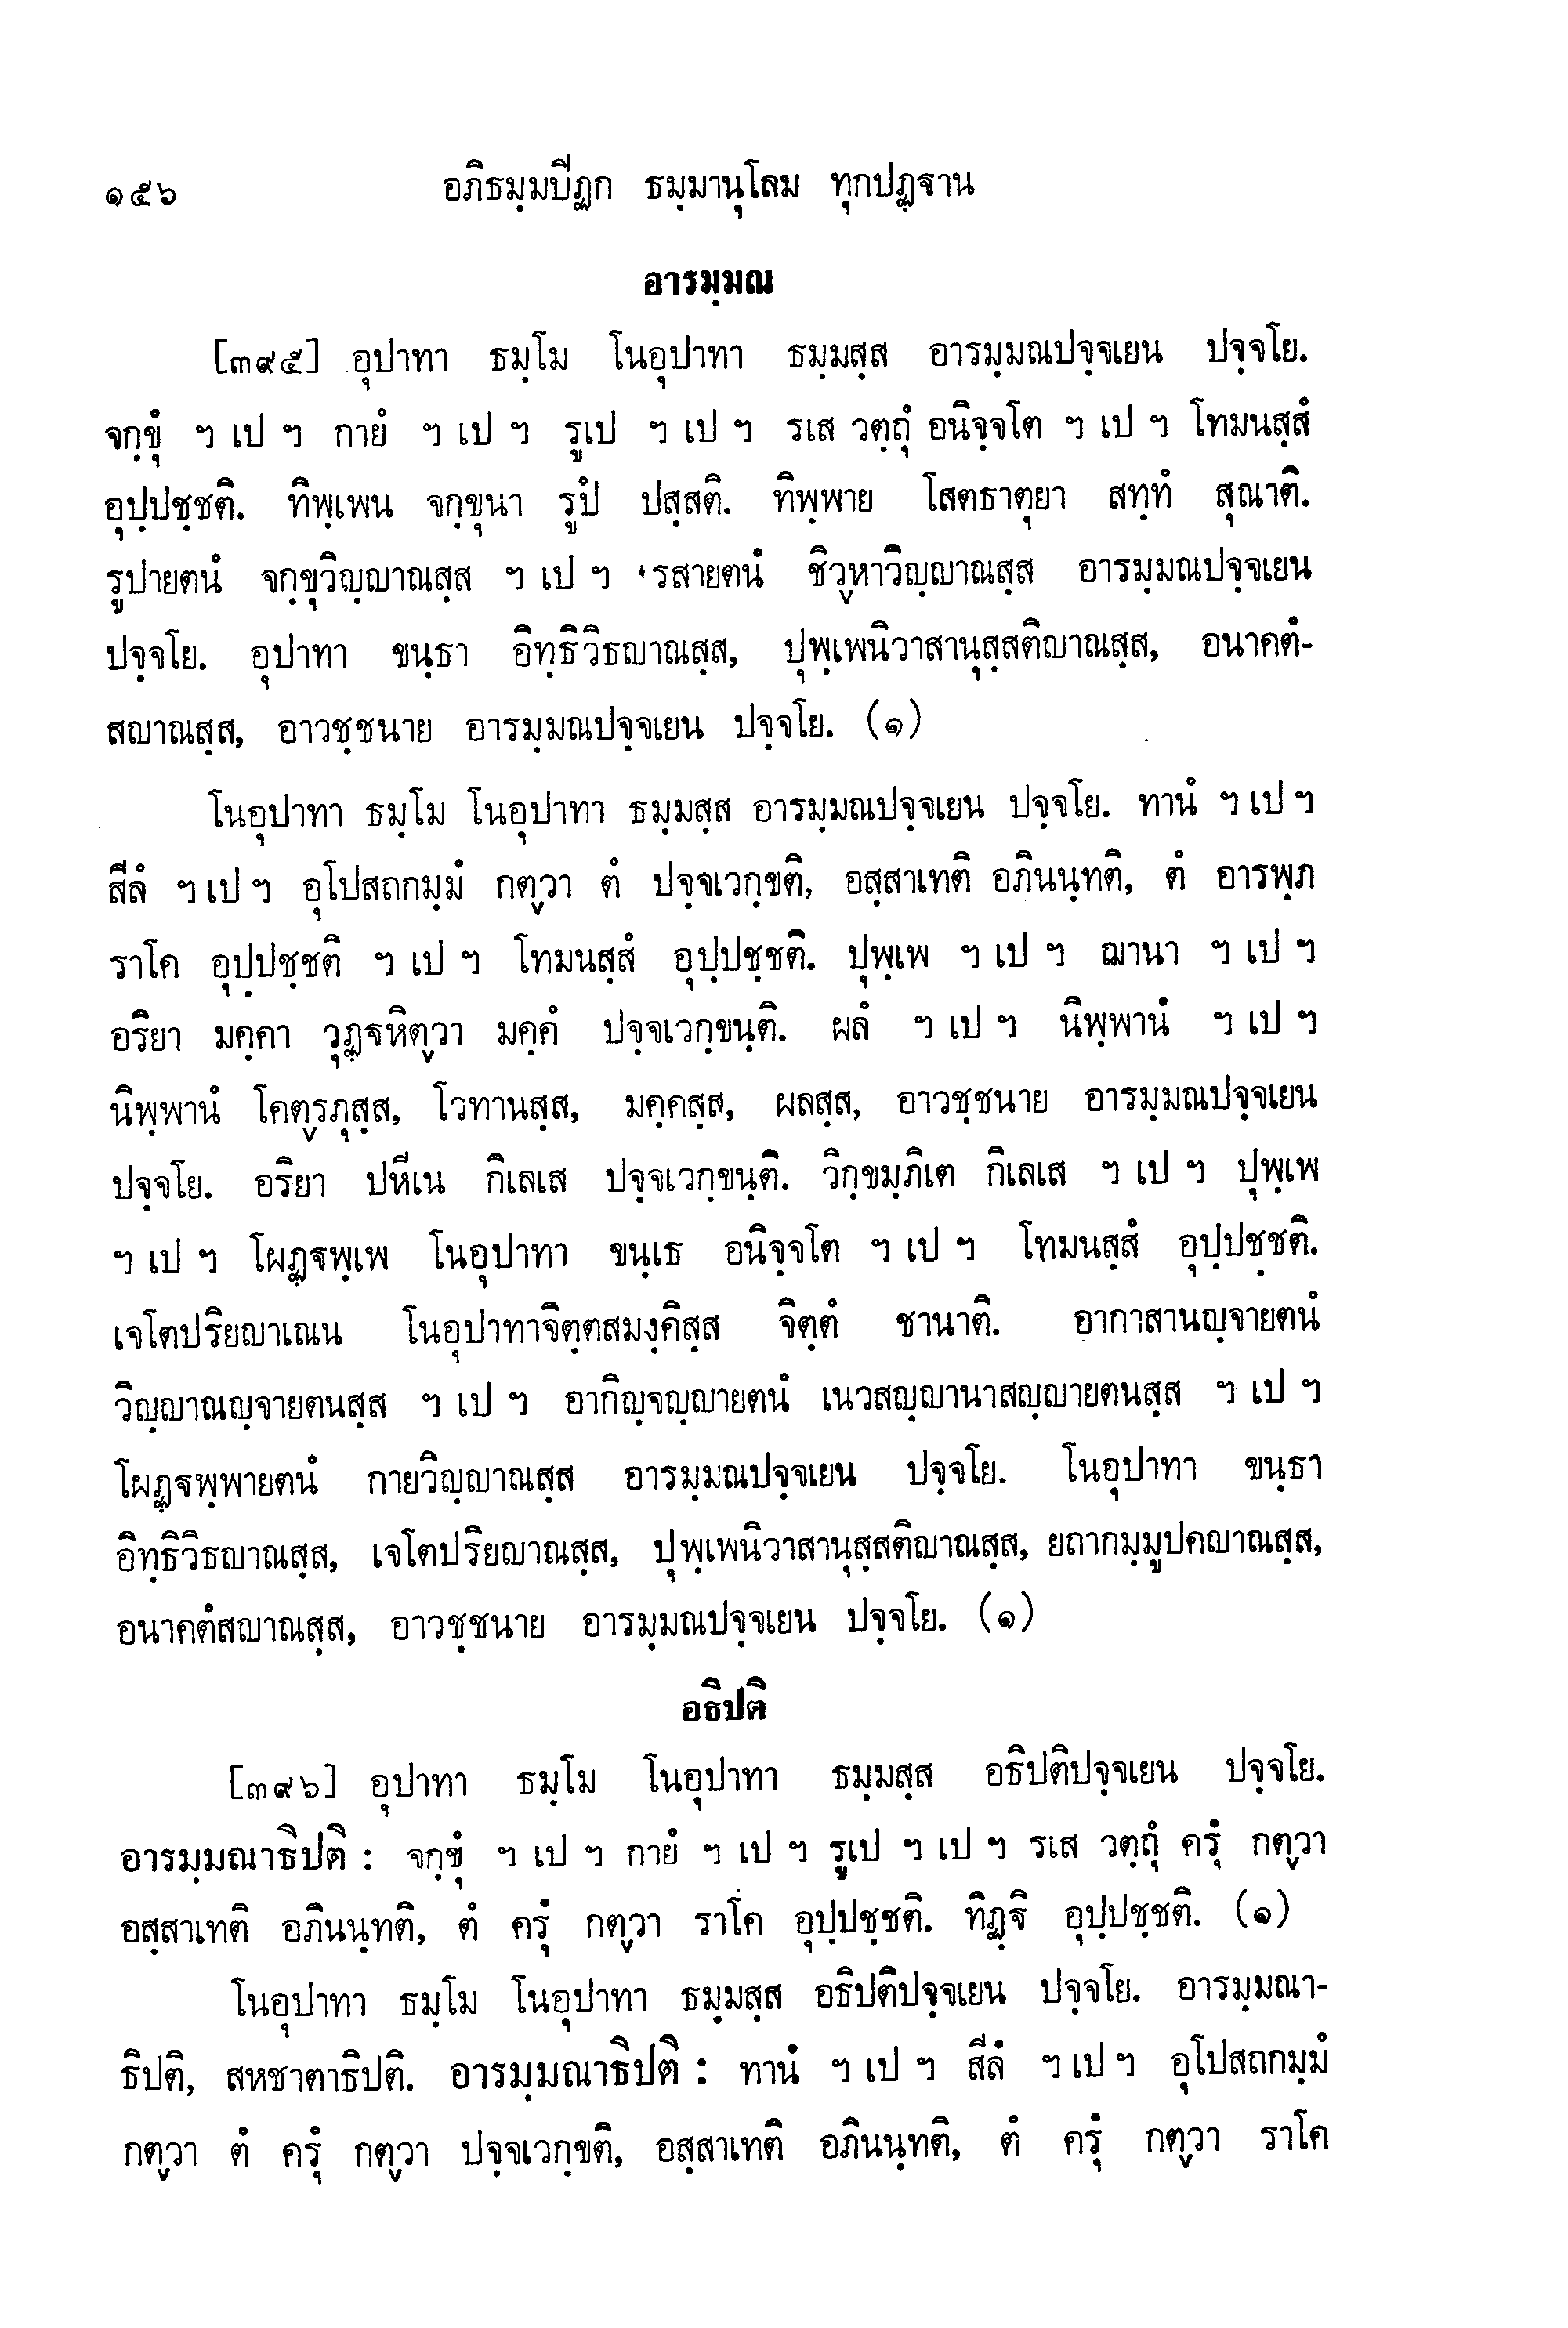 ๑๕๖ อภิธมฺมปีฏก ธมฺมานุโลม ทุกปฏฺฐาน
อารมฺมณ
[๓๙๕] อุปาทา ธมฺโม โนอุปาทา ธมฺมสฺส อารมฺมณปจฺจเยน ปจฺจโย.
จกฺขุํ ฯ เป ฯ กายํ ฯ เป ฯ รูเป ฯ เป ฯ รเส วตฺถุํ อนิจฺจโต ฯ เป ฯ โทมนสฺสํ
อุปฺปชฺชติ. ทิพฺเพน จกฺขุนา รูปํ ปสฺสติ. ทิพฺพาย โสตธาตุยา สทฺทํ สุณาติ.
รูปายตนํ จกฺขุวิญฺญาณสฺส ฯ เป ฯ รสายตนํ ชิวฺหาวิญฺญาณสฺส อารมฺมณปจฺจเยน
ปจฺจโย. อุปาทา ขนฺธา อิทฺธิวิธญาณสฺส, ปุพฺเพนิวาสานุสฺสติญาณสฺส, อนาคตํ-
สญาณสฺส, อาวชฺชนาย อารมฺมณปจฺจเยน ปจฺจโย. (๑)
โนอุปาทา ธมฺโม โนอุปาทา ธมฺมสฺส อารมฺมณปจฺจเยน ปจฺจโย. ทานํ ฯ เป ฯ
สีลํ ฯ เป ฯ อุโปสถกมฺมํ กตฺวา ตํ ปจฺจเวกฺขติ, อสฺสาเทติ อภินนฺทติ, ตํ อารพฺภ
ราโค อุปฺปชฺชติ ฯ เป ฯ โทมนสฺสํ อุปฺปชฺชติ. ปุพฺเพ ฯ เป ฯ ฌานา ฯ เป ฯ
อริยา มคฺคา วุฏฺฐหิตฺวา มคฺคํ ปจฺจเวกฺขนฺติ. ผลํ ฯ เป ฯ นิพฺพานํ ฯ เป ฯ
นิพฺพานํ โคตฺรภุสฺส, โวทานสฺส, มคฺคสฺส, ผลสฺส, อาวชฺชนาย อารมฺมณปจฺจเยน
ปจฺจโย. อริยา ปหีเน กิเลเส ปจฺจเวกฺขนฺติ. วิกฺขมฺภิเต กิเลเส ฯ เป ฯ ปุพฺเพ
ฯ เป ฯ โผฏฺฐพฺเพ โนอุปาทา ขนฺเธ อนิจฺจโต ฯ เป ฯ โทมนสฺสํ อุปฺปชฺชติ.
เจโตปริยญาเณน โนอุปาทาจิตฺตสมงฺคิสฺส จิตฺตํ ชานาติ. อากาสานญฺจายตนํ
วิญฺญาณญฺจายตนสฺส ฯ เป ฯ อากิญฺจญฺญายตนํ เนวสญฺญานาสญฺญายตนสฺส ฯ เป ฯ
โผฏฺฐพฺพายตนํ กายวิญฺญาณสฺส อารมฺมณปจฺจเยน ปจฺจโย. โนอุปาทา ขนฺธา
อิทฺธิวิธญาณสฺส, เจโตปริยญาณสฺส, ปุพฺเพนิวาสานุสฺสติญาณสฺส, ยถากมฺมูปคญาณสฺส,
อนาคตํสญาณสฺส, อาวชฺชนาย อารมฺมณปจฺจเยน ปจฺจโย. (๑)
อธิปติ
[๓๙๖] อุปาทา ธมฺโม โนอุปาทา ธมฺมสฺส อธิปติปจฺจเยน ปจฺจโย.
อารมฺมณาธิปติ : จกฺขุํ ฯ เป ฯ กายํ ฯ เป ฯ รูเป ฯ เป ฯ รเส วตฺถุํ ครุํ กตฺวา
อสฺสาเทติ อภินนฺทติ, ตํ ครุํ กตฺวา ราโค อุปฺปชฺชติ. ทิฏฺฐิ อุปฺปชฺชติ. (๑)
โนอุปาทา ธมฺโม โนอุปาทา ธมฺมสฺส อธิปติปจฺจเยน ปจฺจโย. อารมฺมณา-
ธิปติ, สหชาตาธิปติ. อารมฺมณาธิปติ : ทานํ ฯ เป ฯ สีลํ ฯ เป ฯ อุโปสถกมฺมํ
กตฺวา ตํ ครุํ กตฺวา ปจฺจเวกฺขติ, อสฺสาเทติ อภินนฺทติ, ตํ ครุํ กตฺวา ราโค